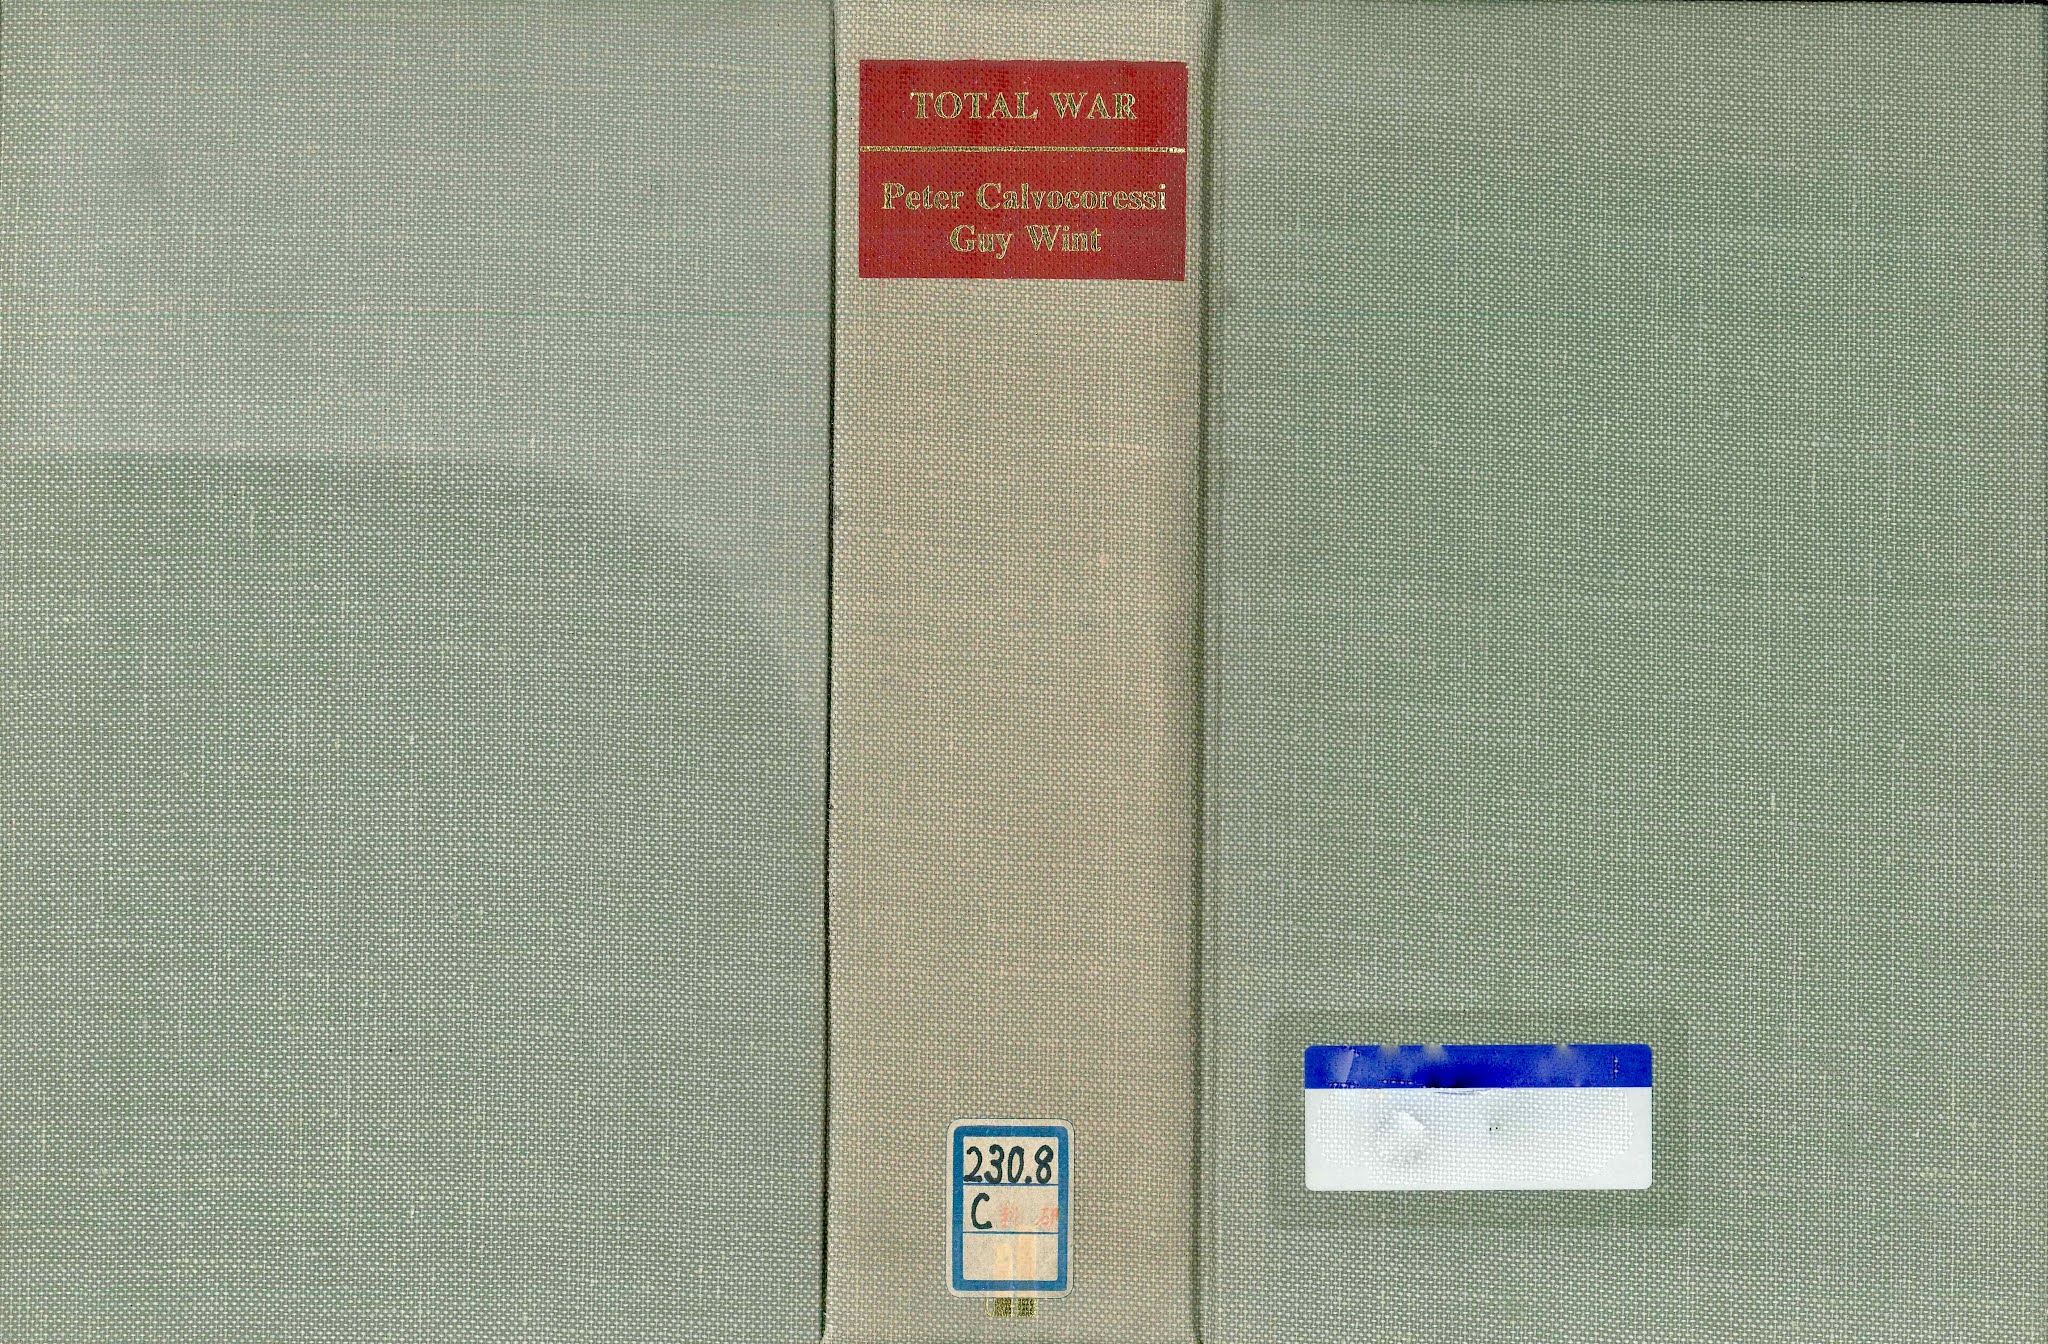 TOTAL WAR
Peter Calvocoressi
Guy Wint
230.8
C